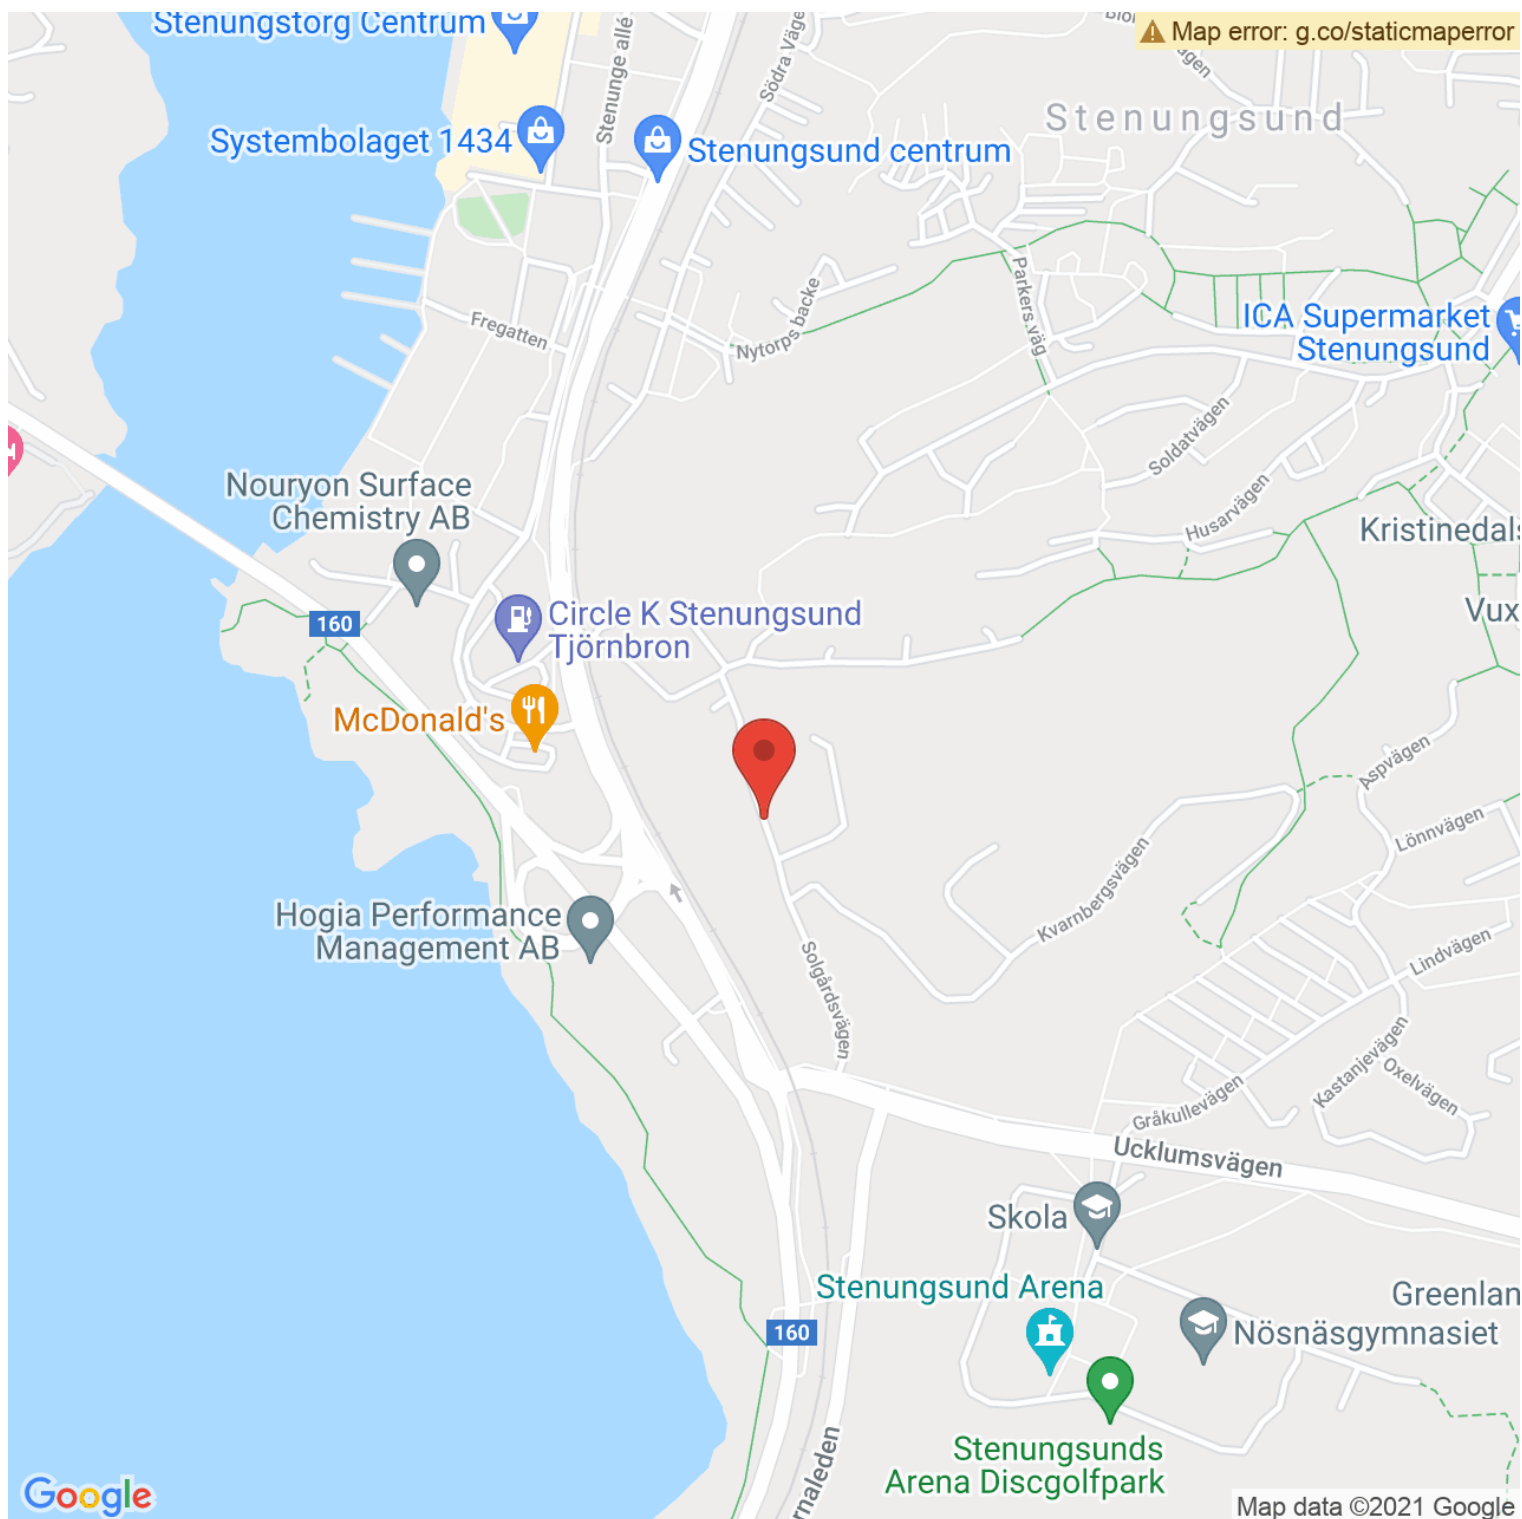 Stenungstorg Centrum
Map error: g.co/staticmaperror
Stenunge allé
Södra Väge
Stenungsund
Systembolaget 1434
Stenungsund centrum
Parkers väg
Nytorps backe
Fregatten
ICA Supermarket
Stenungsund
Soldatvägen
Husarvägen
Nouryon Surface
Chemistry AB
Kristinedals
160
Circle K Stenungsund
Tjörnbron
Vux
McDonald's
Aspvägen
Lönnvägen
Kvarnbergsvägen
Hogia Performance
Management AB
Solgårdsvägen
Lindvägen
Kastanjevägen
Oxelvägen
Gråkullevägen
Ucklumsvägen
Skola
Stenungsund Arena
Greenlan
Nösnäsgymnasiet
160
Stenungsunds
Arena Discgolfpark
rnaleden
Google
Map data ©2021 Google